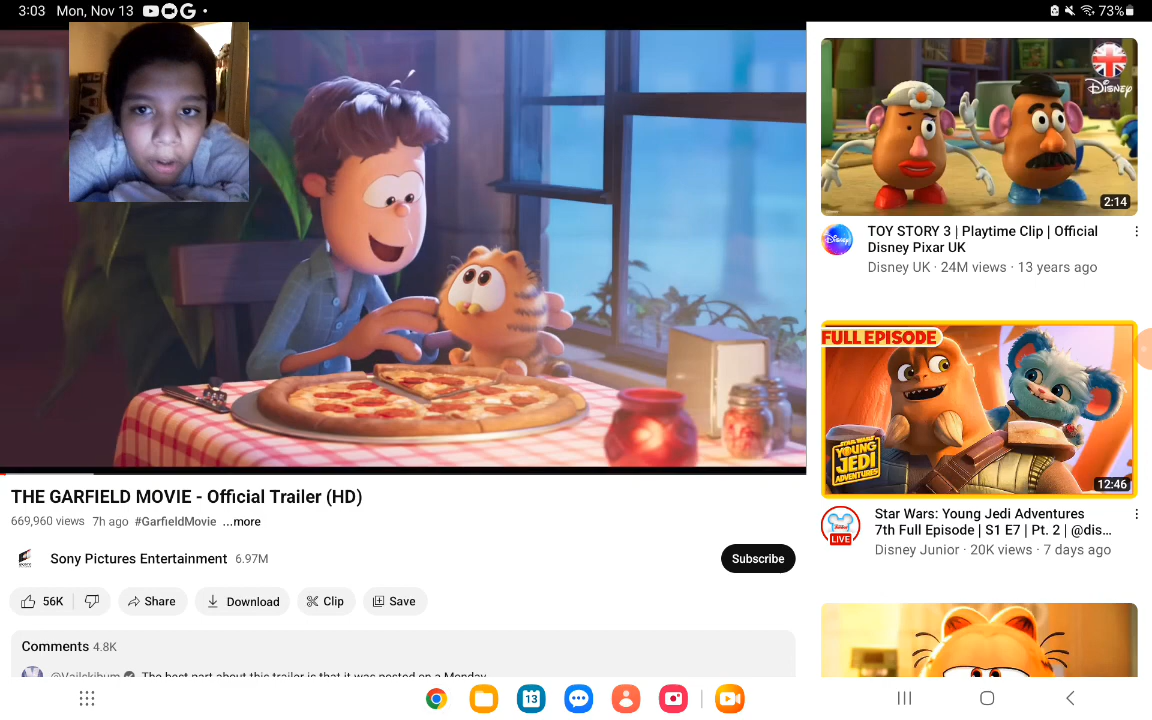 3:03 Mon, Nov 13
73%
Disney
2:14
TOY STORY 3 | Playtime Clip | Official
Disney Pixar UK
Disney UK · 24M views · 13 years ago
FULL EPISODE
STAR WARS
YOUNG
JEDI
ADVENTURES
12:46
Star Wars: Young Jedi Adventures
7th Full Episode | S1 E7 | Pt. 2 | @dis...
Disney Junior · 20K views · 7 days ago
LIVE
THE GARFIELD MOVIE - Official Trailer (HD)
669,960 views 7h ago #GarfieldMovie ...more
Sony Pictures Entertainment 6.97M
Subscribe
56K
Share
Download
Clip
Save
Comments 4.8K
@Vailskibum The best part about this trailer is that it was posted on a Monday
13